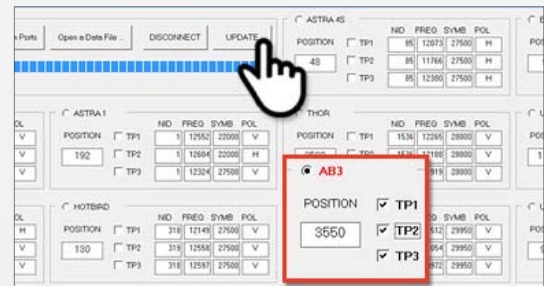 Ports Open a Data File ... DISCONNECT UPDATE
ASTRA 4S
NID FREQ SYMB POL
POSITION TP1 85 12073 27500 H
48 TP2 85 11766 27500 H
TP3 85 12380 27500 H
ASTRA 1
NID FREQ SYMB POL
POSITION TP1 1 12552 22000 V
192 TP2 1 12604 22000 H
TP3 1 12324 27500 V
THOR
NID FREQ SYMB POL
POSITION TP1 1536 12265 28000 V
TP2 12188 28000 V
28000 V
HOTBIRD
NID FREQ SYMB POL
POSITION TP1 318 12149 27500 V
130 TP2 319 12558 27500 V
TP3 318 12597 27500 V
AB3
POSITION TP1
3550 TP2
TP3
POL
29950 V
29950 V
29950 V